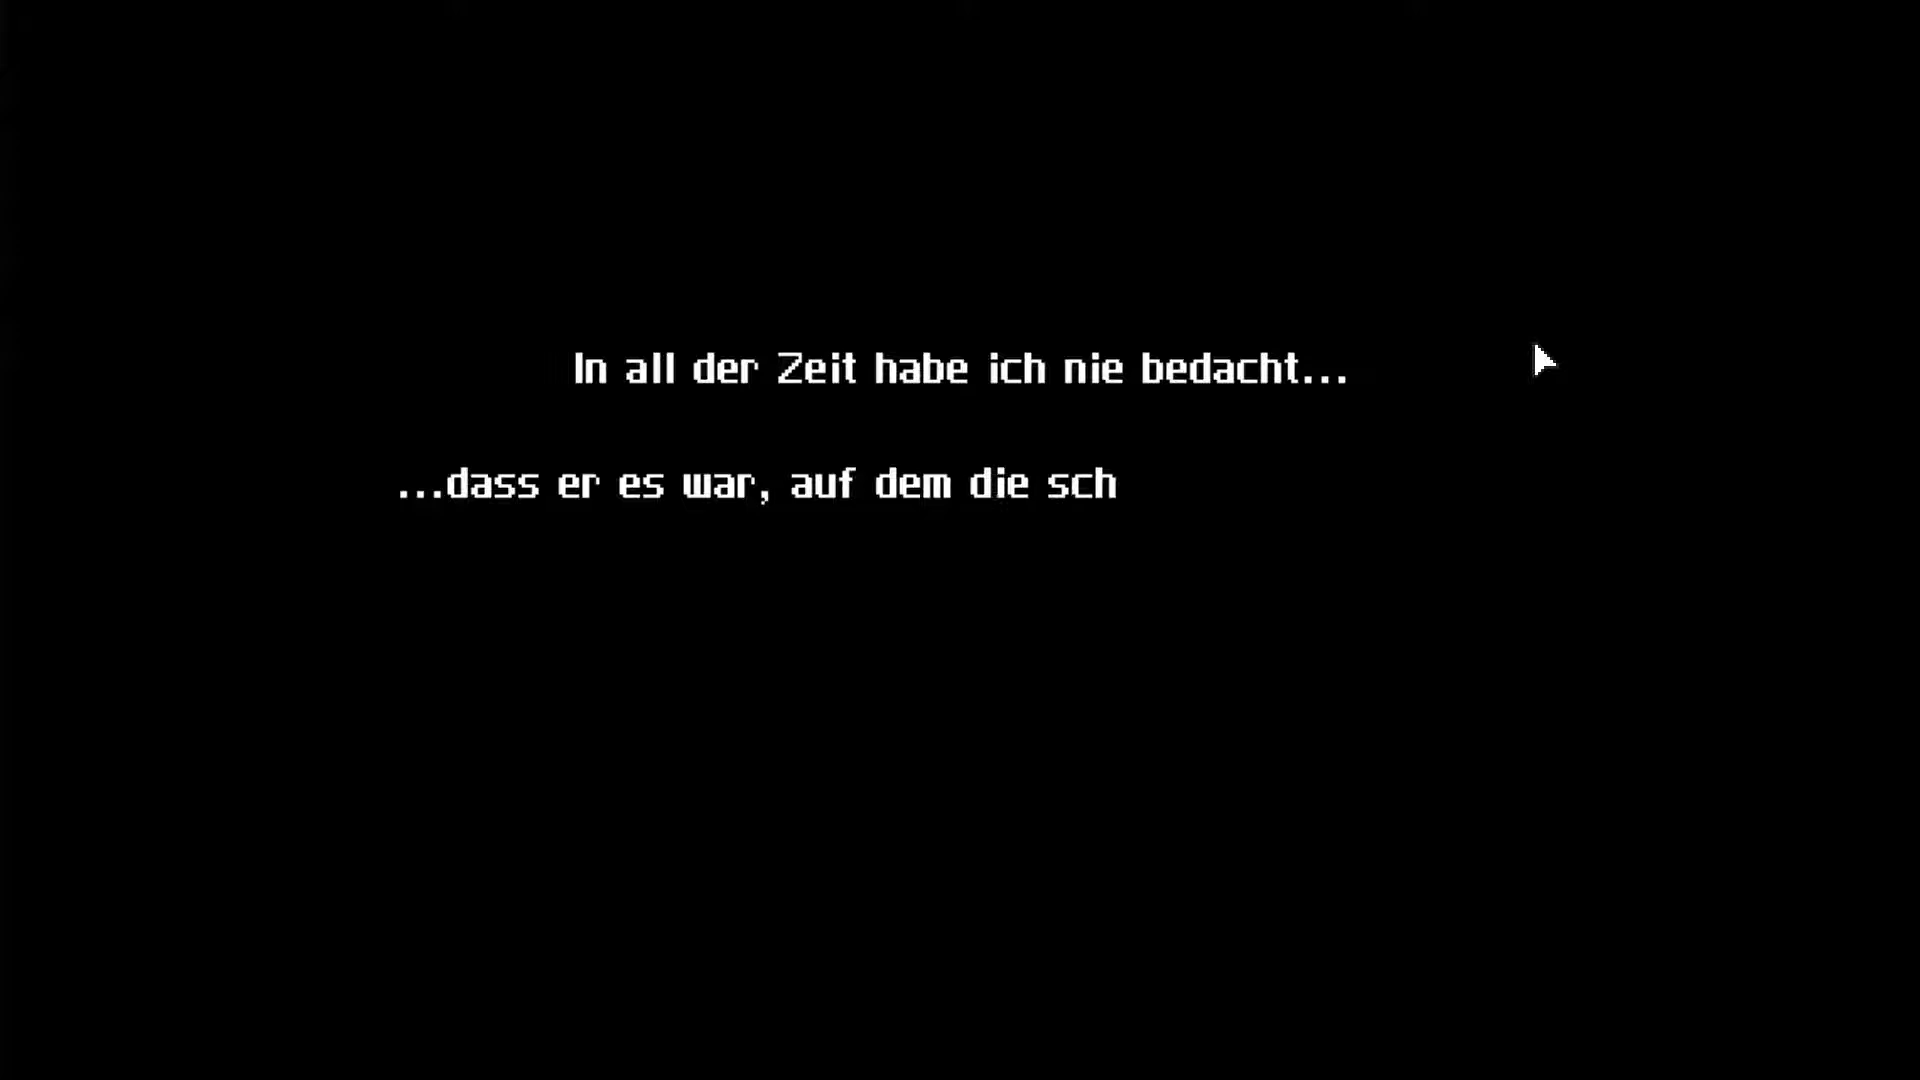 In all der Zeit habe ich nie bedacht...
...dass er es war, auf dem die sch